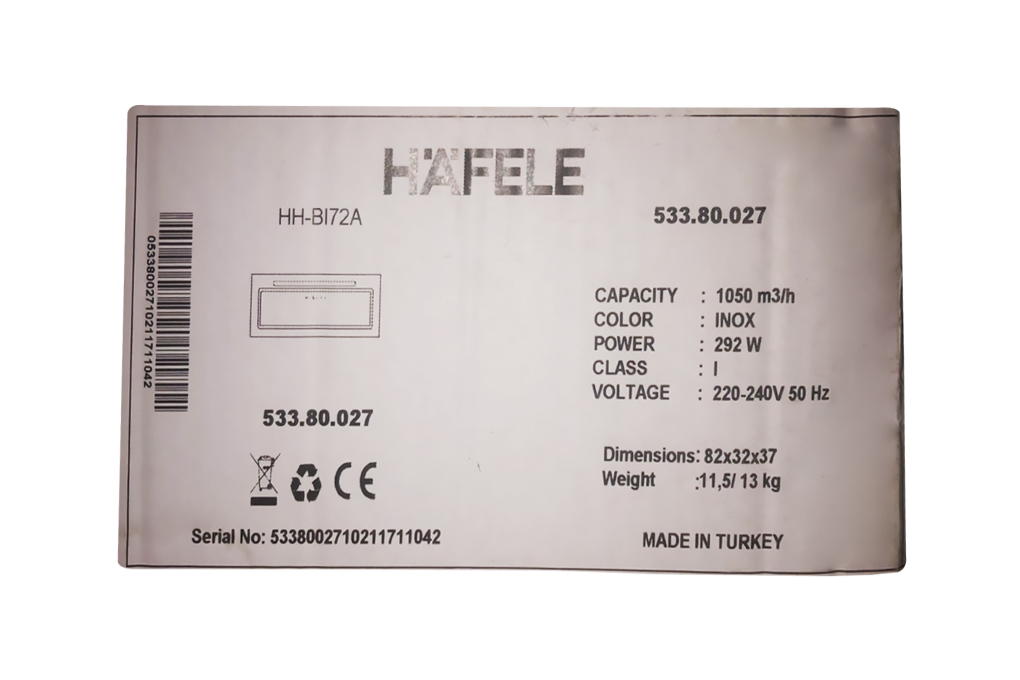 HÄFELE
HH-BI72A
533.80.027
05338002710211711042
CAPACITY : 1050 m3/h
COLOR : INOX
POWER : 292 W
CLASS : I
VOLTAGE : 220-240V 50 Hz
533.80.027
Dimensions: 82x32x37
Weight :11,5/ 13 kg
CE
Serial No: 5338002710211711042
MADE IN TURKEY